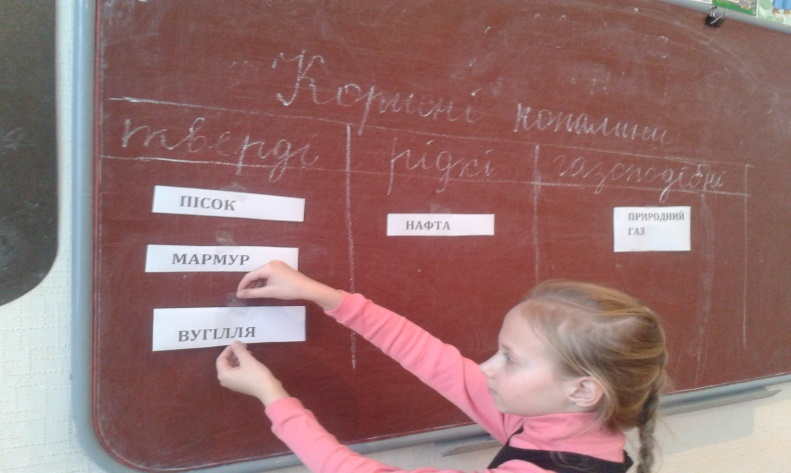 Корисні копалини
тверді рідкі газоподібні
ПІСОК
НАФТА
ПРИРОДНИЙ
ГАЗ
МАРМУР
ВУГІЛЛЯ